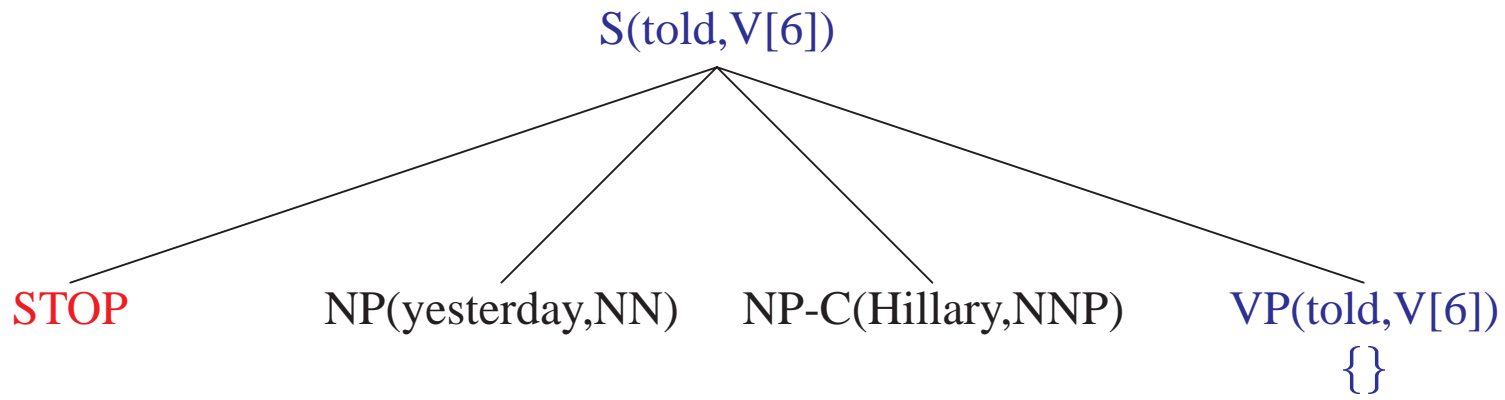 S(told,V[6])
STOP NP(yesterday,NN) NP-C(Hillary,NNP) VP(told,V[6])
{}